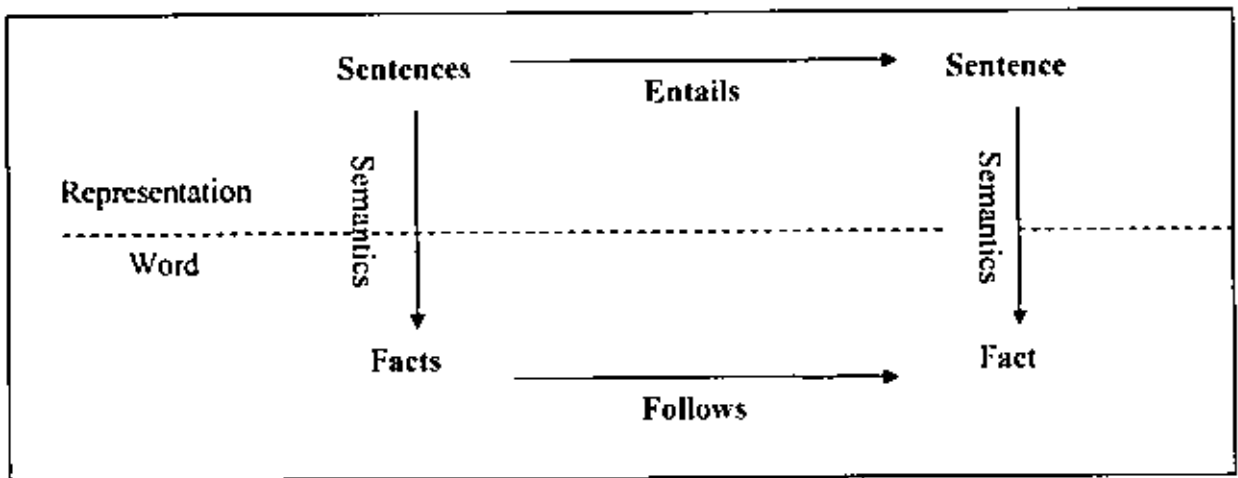 Sentences
Entails
Sentence
Semantics
Semantics
Representation
Word
Facts
Follows
Fact